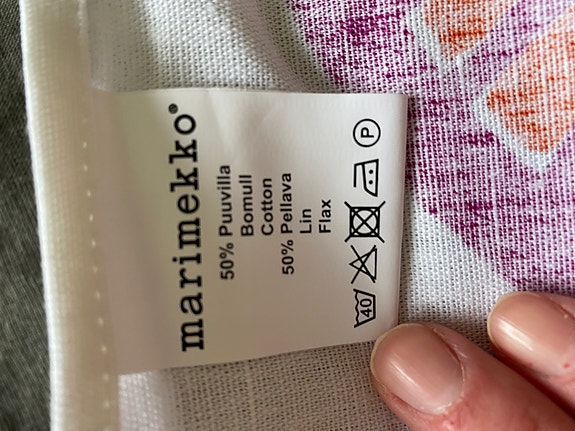 marimekko®
50% Puuvilla
Bomull
Cotton
50% Pellava
Lin
Flax
40 P